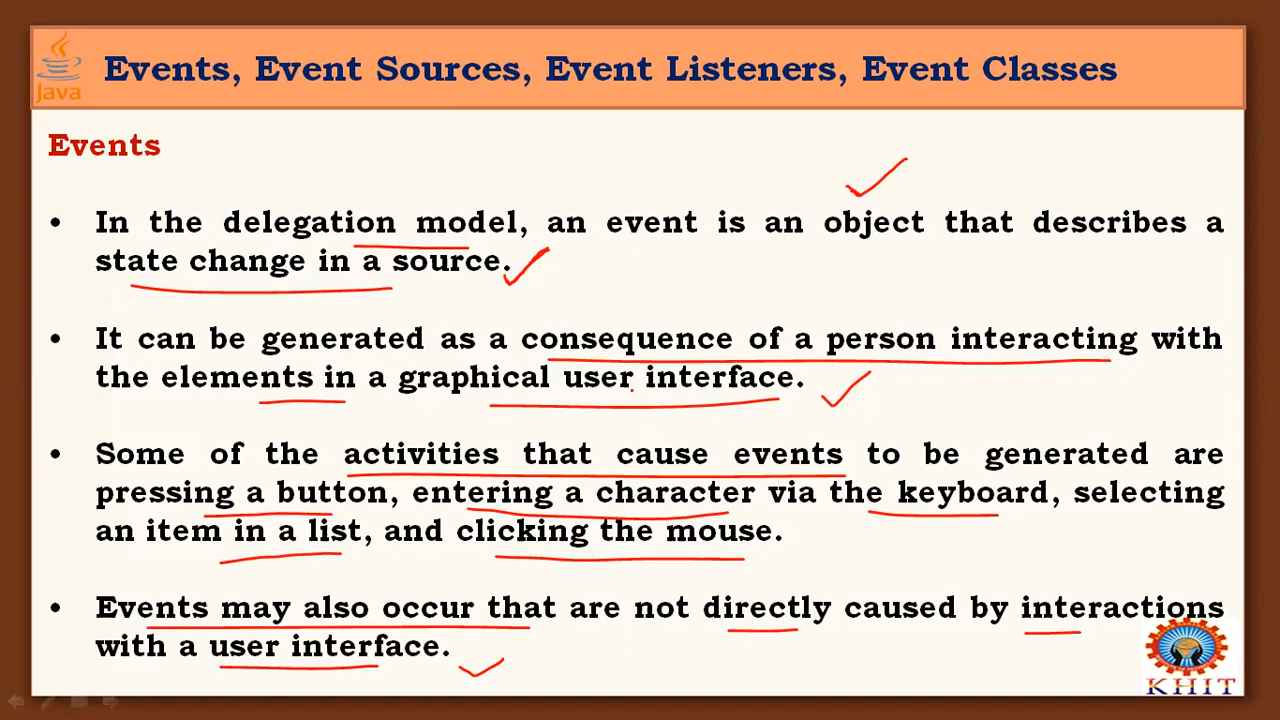 Java
Events, Event Sources, Event Listeners, Event Classes
Events
• In the delegation model, an event is an object that describes a
state change in a source.
• It can be generated as a consequence of a person interacting with
the elements in a graphical user interface.
• Some of the activities that cause events to be generated are
pressing a button, entering a character via the keyboard, selecting
an item in a list, and clicking the mouse.
• Events may also occur that are not directly caused by interactions
with a user interface.
KHIT